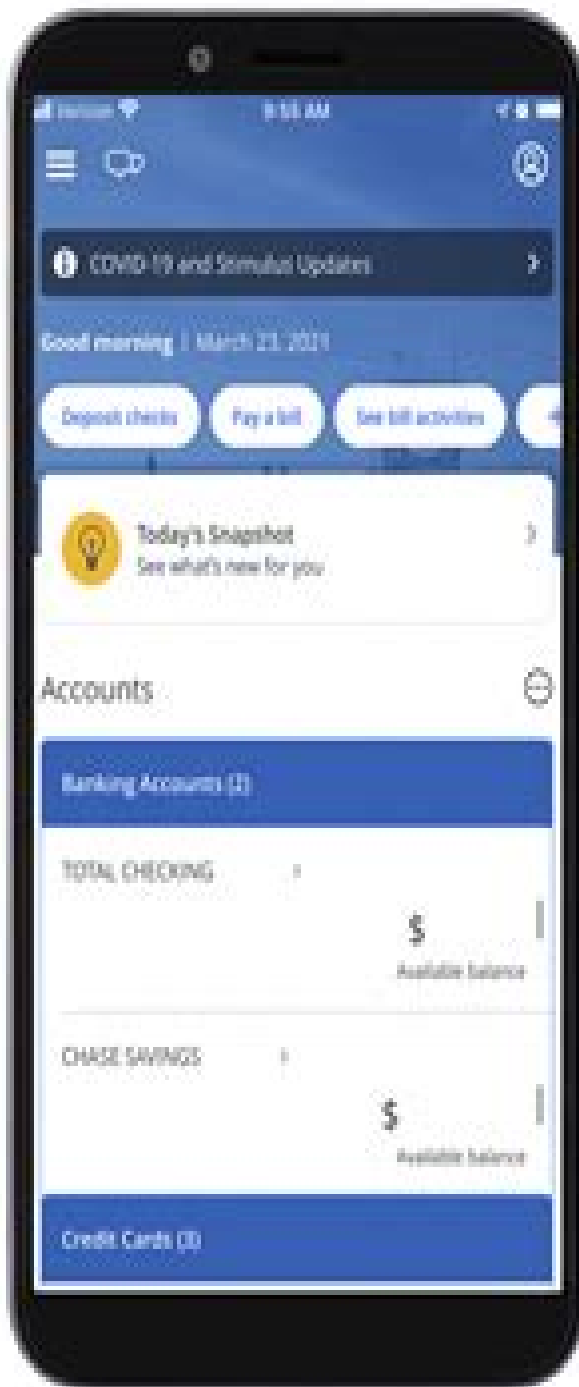 Verizon 9:55 AM
COVID-19 and Stimulus Updates
Good morning | March 23, 2021
Deposit checks Pay a bill See bill activities
Today's Snapshot
See what's new for you
Accounts
Banking Accounts (2)
TOTAL CHECKING
$
Available balance
CHASE SAVINGS
$
Available balance
Credit Cards (3)